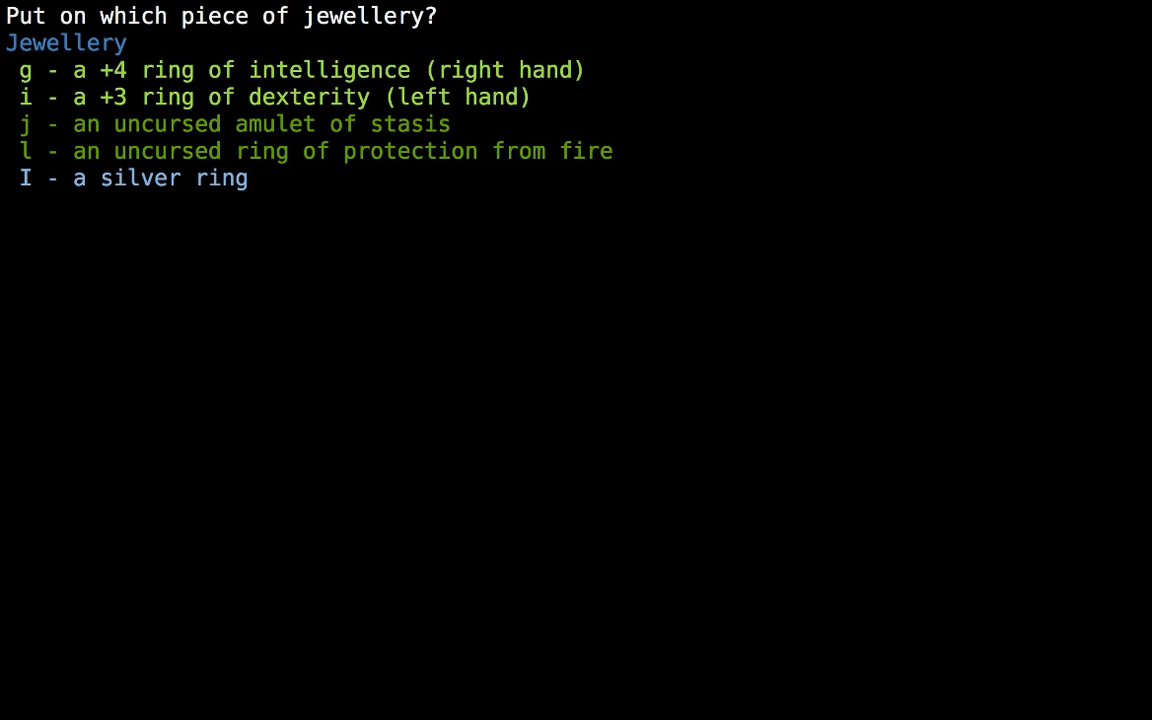 Put on which piece of jewellery?
Jewellery
g - a +4 ring of intelligence (right hand)
i - a +3 ring of dexterity (left hand)
j - an uncursed amulet of stasis
l - an uncursed ring of protection from fire
I - a silver ring